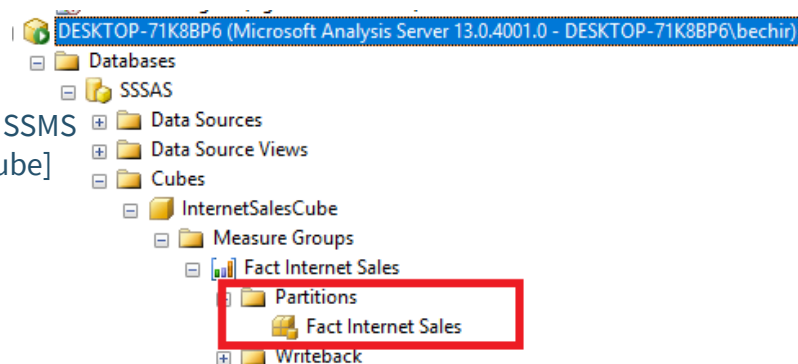 DESKTOP-71K8BP6 (Microsoft Analysis Server 13.0.4001.0 - DESKTOP-71K8BP6\bechir)
Databases
SSSAS
SSMS
Data Sources
Data Source Views
ube]
Cubes
InternetSalesCube
Measure Groups
Fact Internet Sales
Partitions
Fact Internet Sales
Writeback